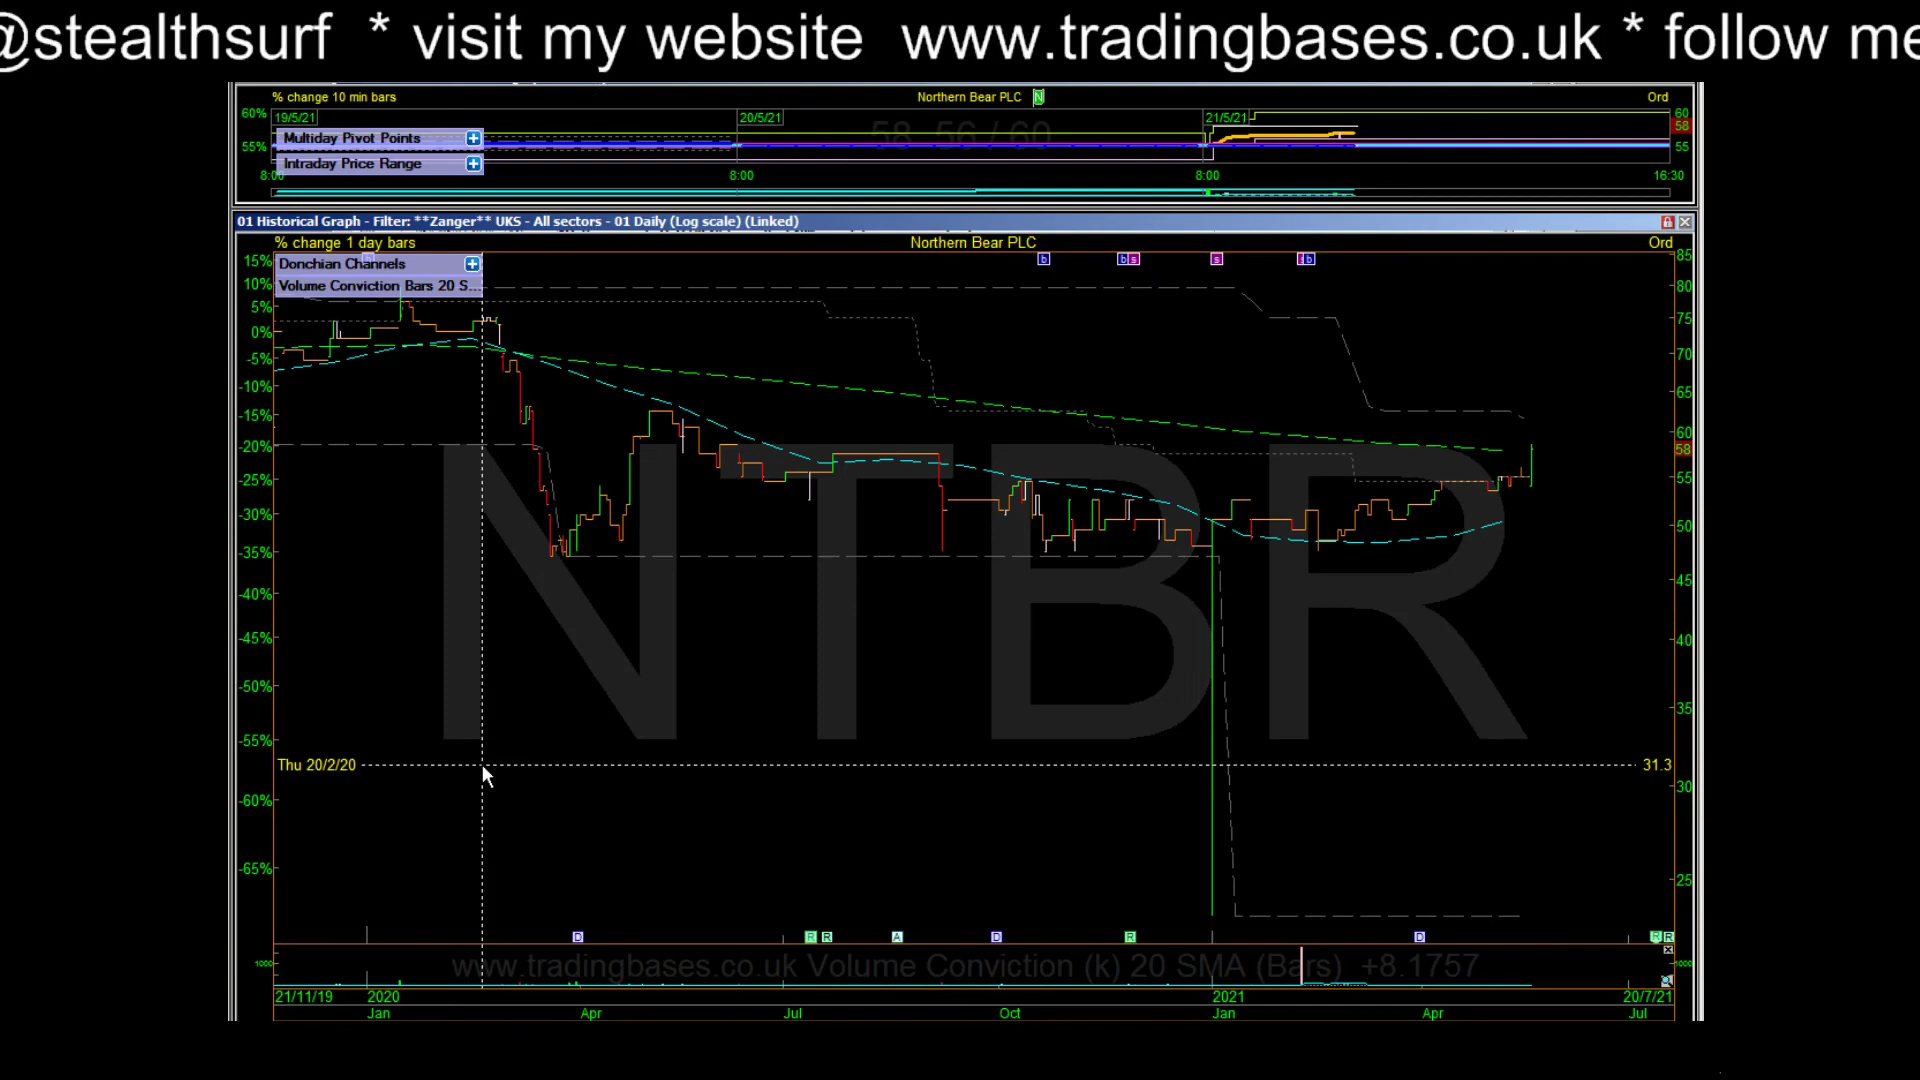 @stealthsurf * visit my website www.tradingbases.co.uk * follow me
% change 10 min bars Northern Bear PLC N Ord
60% 19/5/21 20/5/21 21/5/21 60
58 56 / 60 58
Multiday Pivot Points
55% 55
Intraday Price Range
8:00 8:00 8:00 16:30
01 Historical Graph - Filter: **Zanger** UKS - All sectors - 01 Daily (Log scale) (Linked)
% change 1 day bars Northern Bear PLC Ord
15% b b s s b 85
Donchian Channels
10% Volume Conviction Bars 20 S... 80
5%
0% 75
-5% 70
-10%
65
-15%
60
-20% 58
-25% 55
-30% 50
-35%
NTBR
-40% 45
-45% 40
-50%
35
-55%
Thu 20/2/20 31.3
-60% 30
-65%
25
D R R A D R D R R
1000 www.tradingbases.co.uk Volume Conviction (k) 20 SMA (Bars) +8.1757 1000
21/11/19 2020 2021 20/7/21
Jan Apr Jul Oct Jan Apr Jul